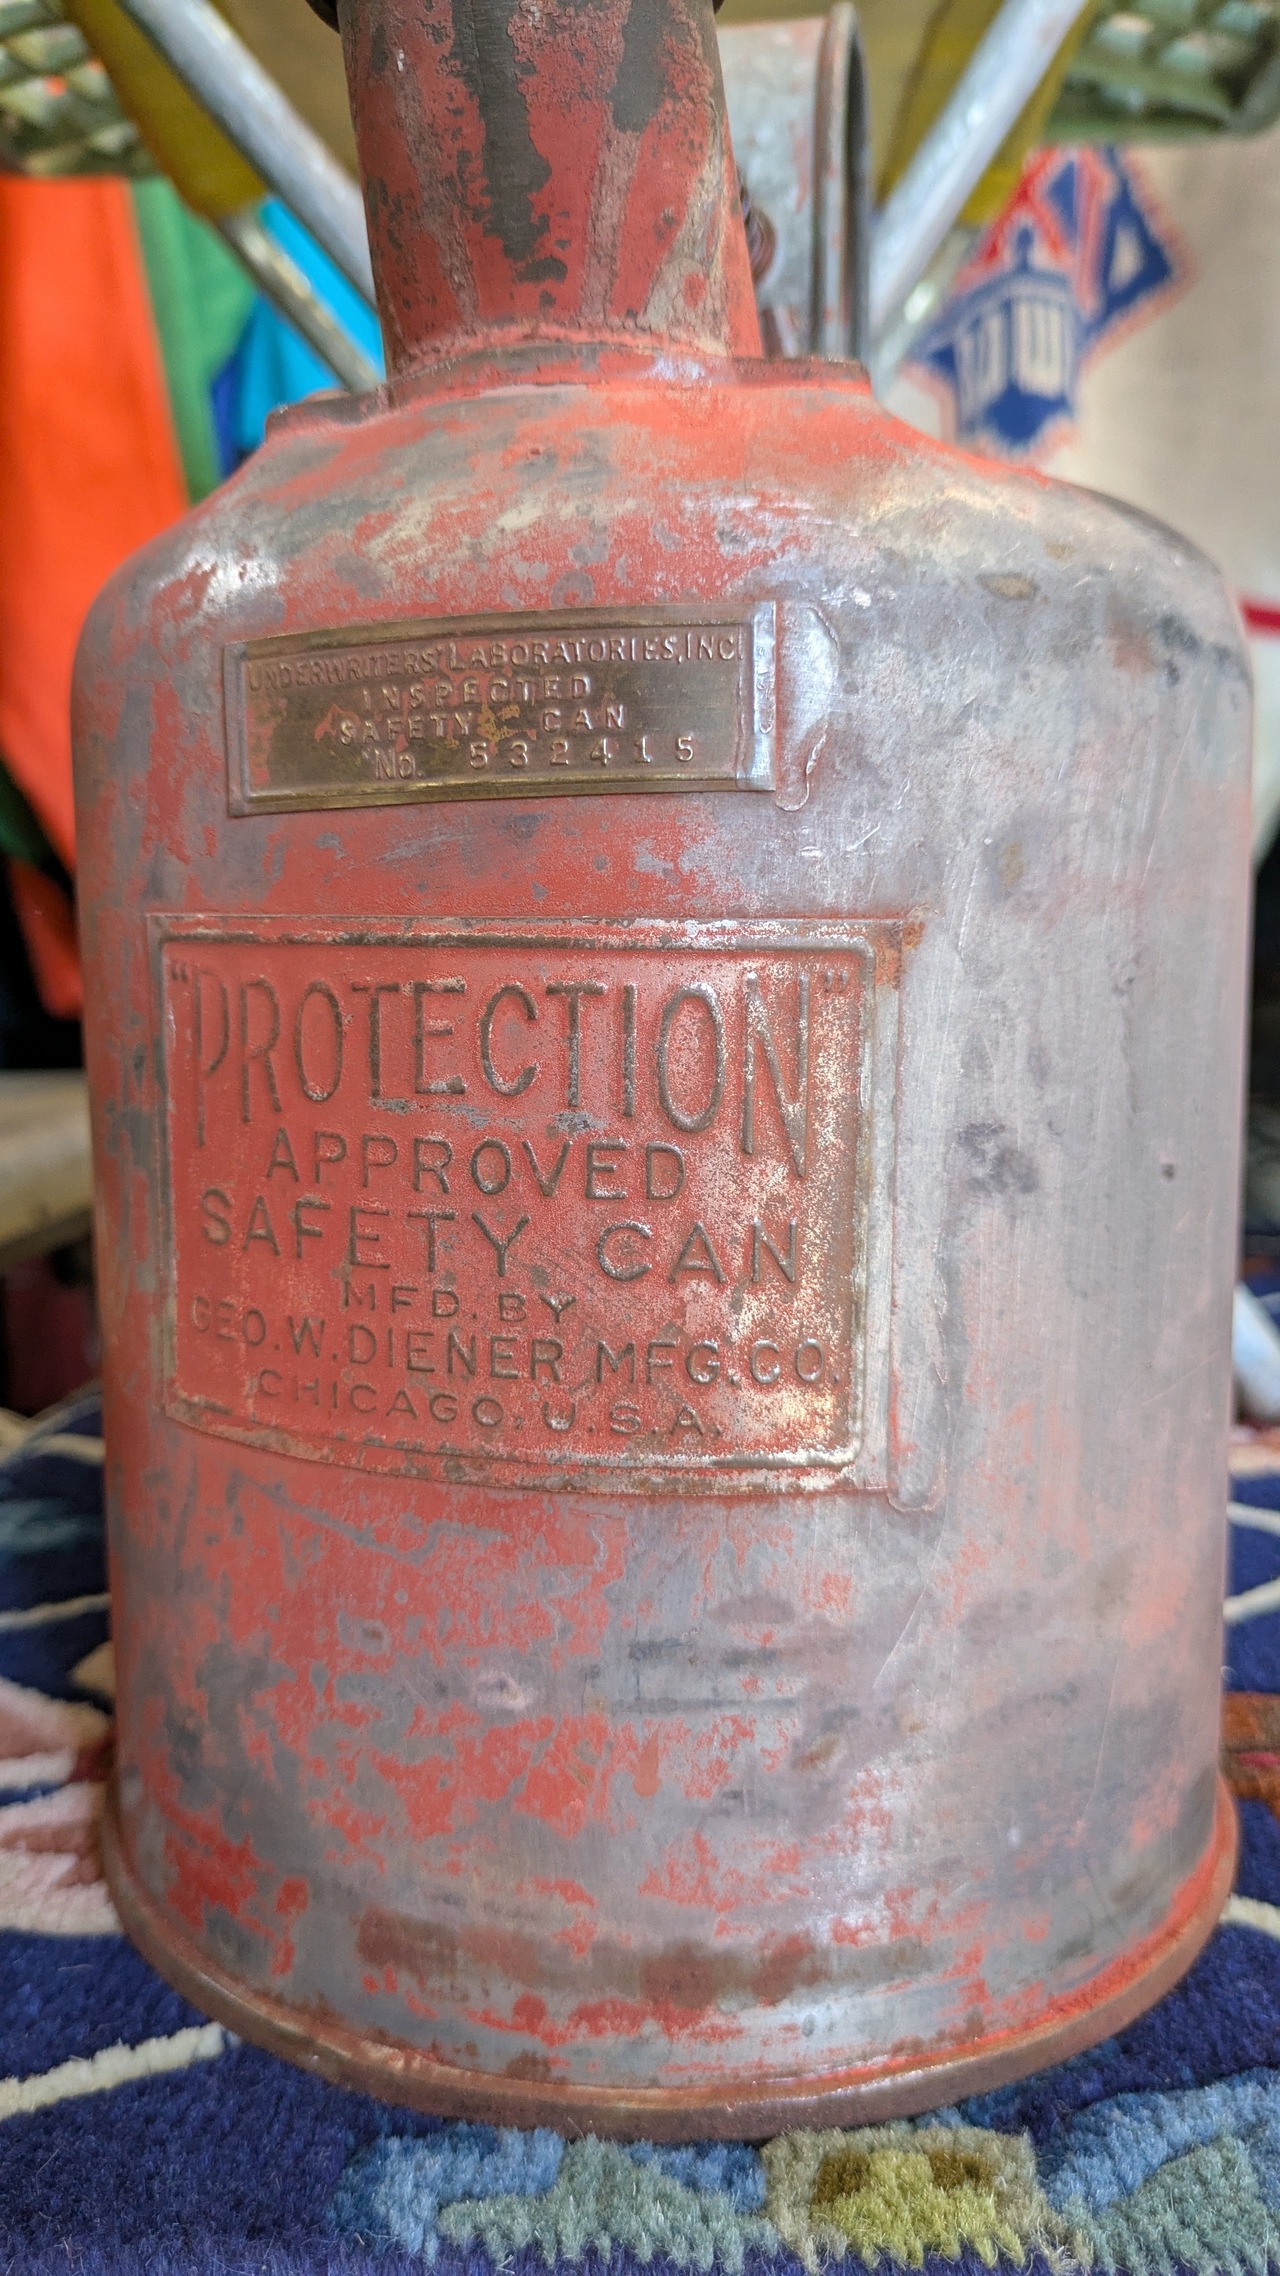 UNDERWRITERS' LABORATORIES, INC.
INSPECTED
SAFETY CAN
No. 532415
"PROTECTION"
APPROVED
SAFETY CAN
MFD. BY
GEO. W. DIENER MFG. CO.
CHICAGO, U.S.A.